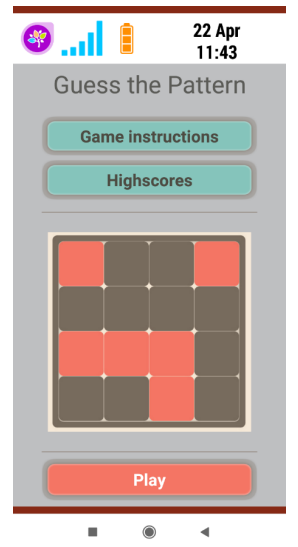 22 Apr
11:43
Guess the Pattern
Game instructions
Highscores
Play